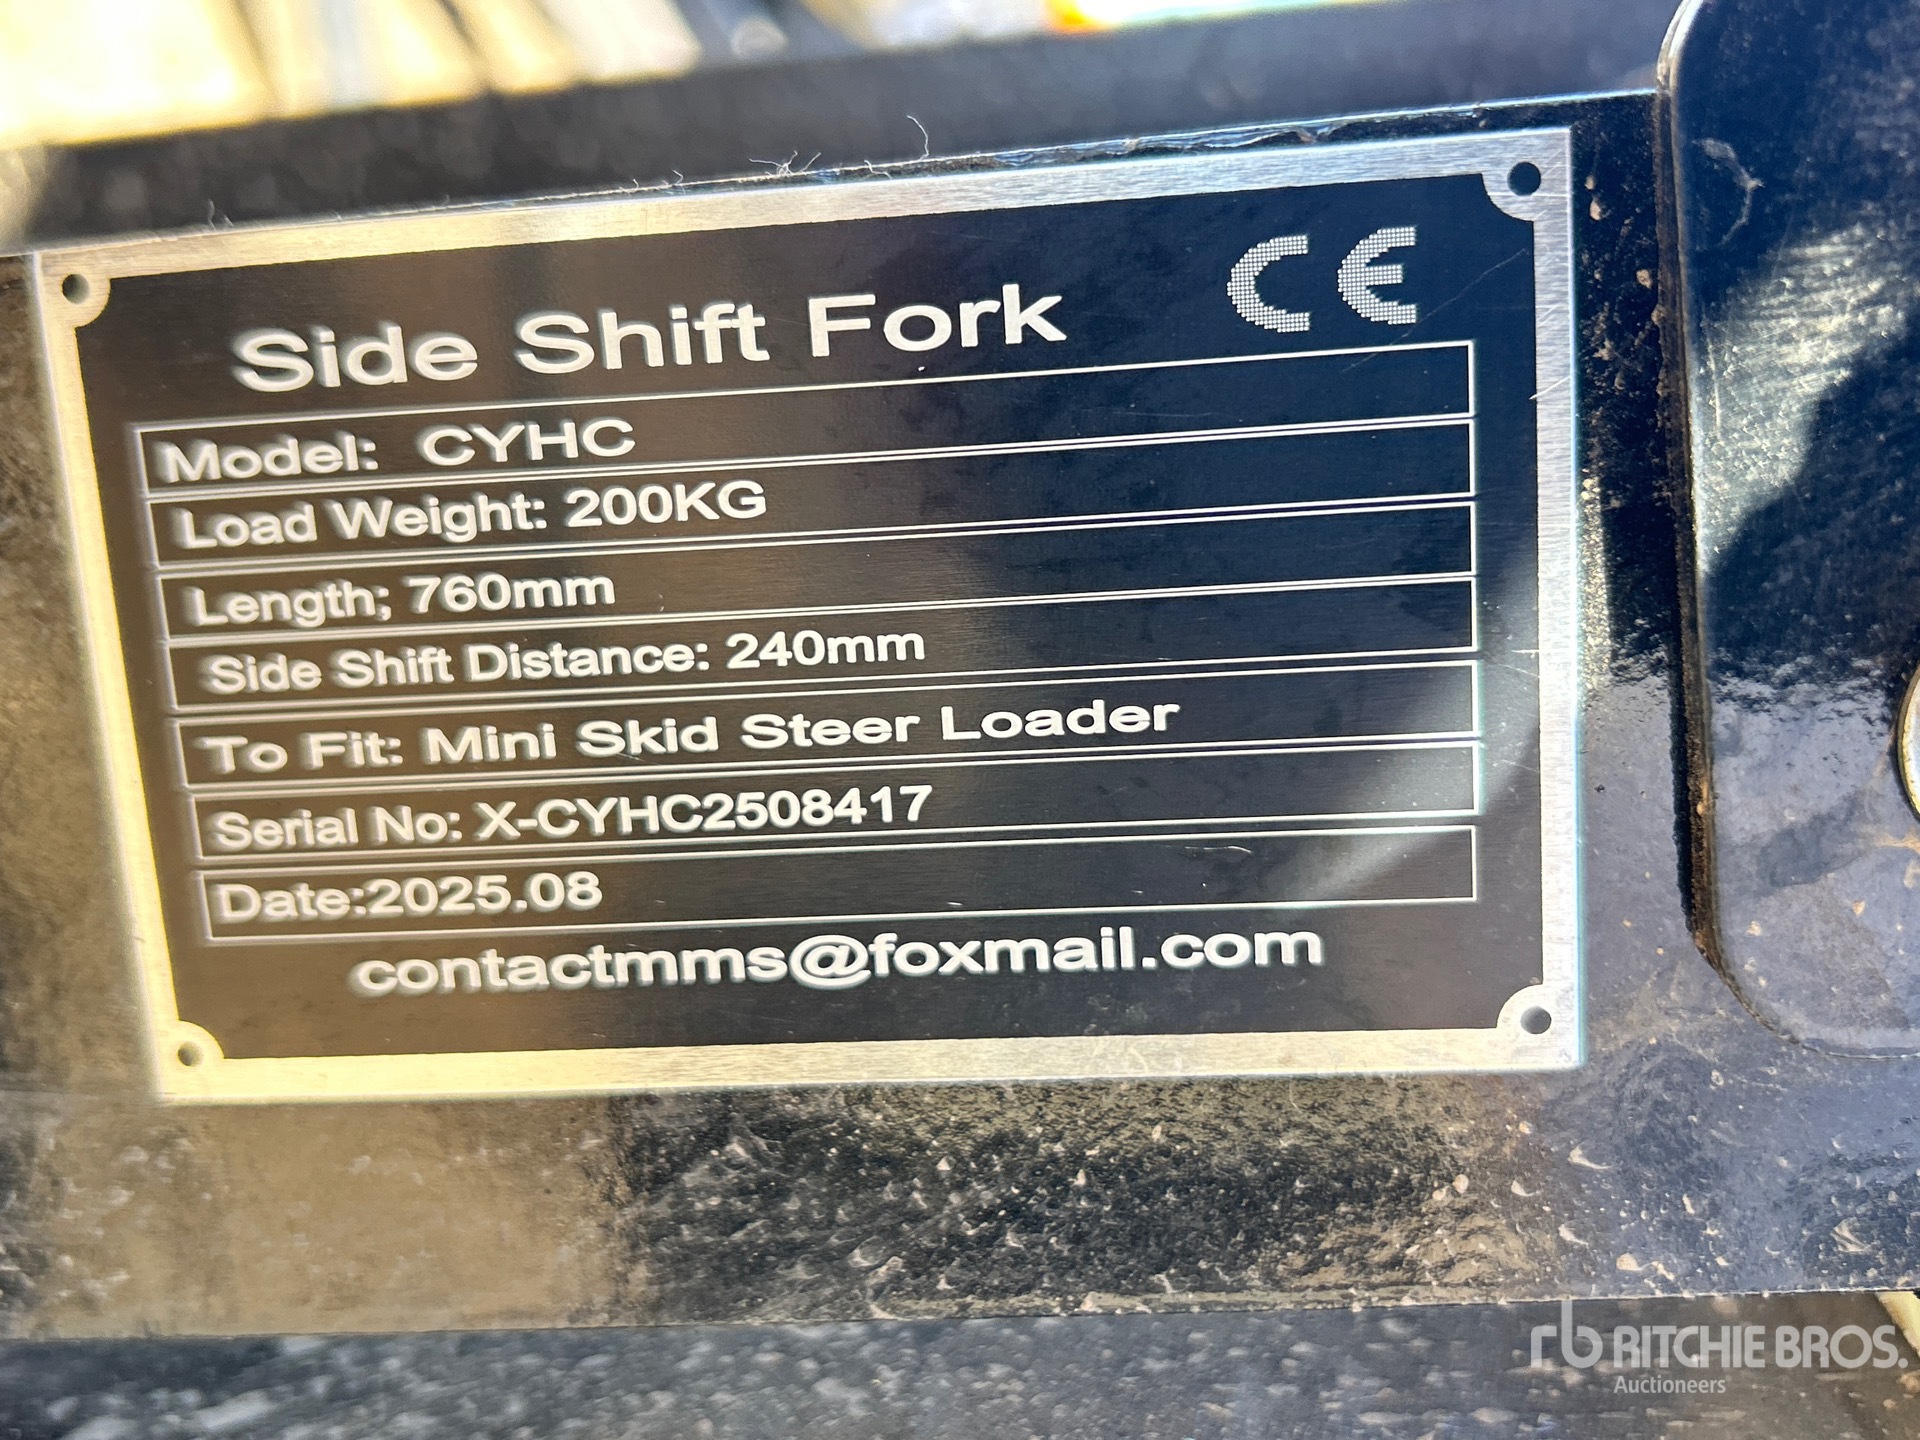 Side Shift Fork CE
Model: CYHC
Load Weight: 200KG
Length; 760mm
Side Shift Distance: 240mm
To Fit: Mini Skid Steer Loader
Serial No: X-CYHC2508417
Date:2025.08
contactmms@foxmail.com
rb RITCHIE BROS.
Auctioneers